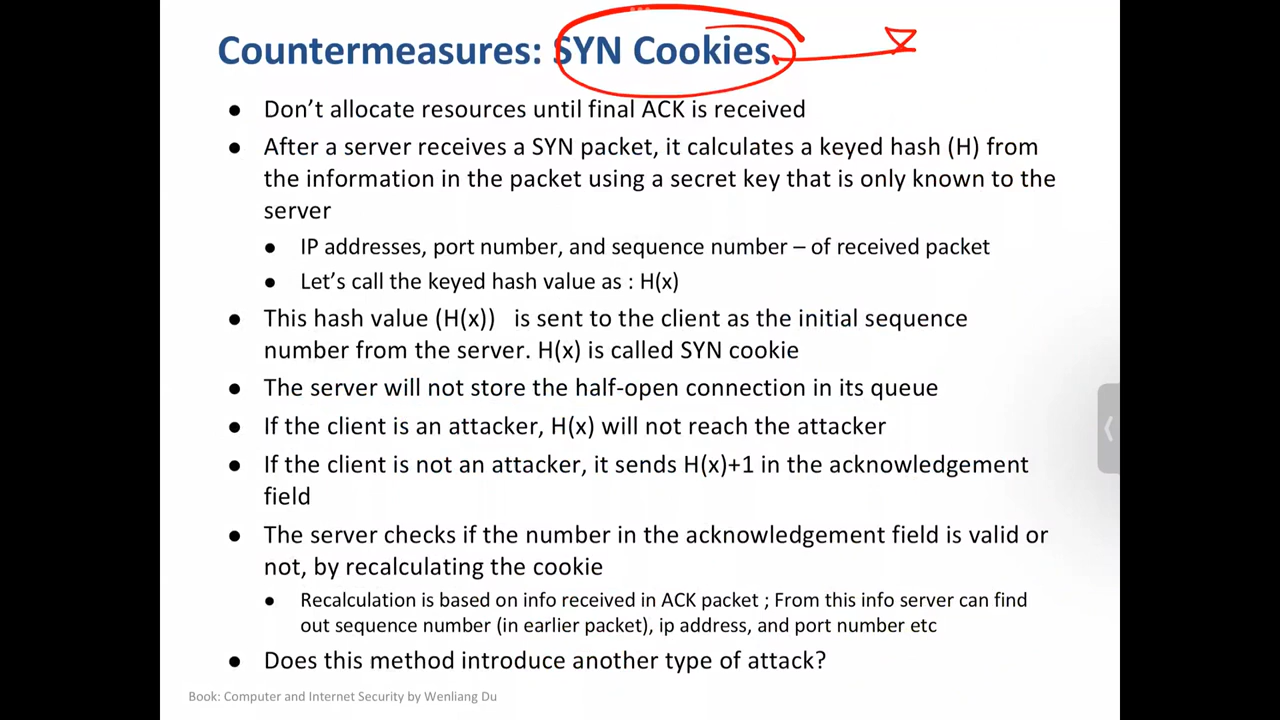 Countermeasures: SYN Cookies
● Don't allocate resources until final ACK is received
● After a server receives a SYN packet, it calculates a keyed hash (H) from
the information in the packet using a secret key that is only known to the
server
● IP addresses, port number, and sequence number – of received packet
● Let's call the keyed hash value as : H(x)
● This hash value (H(x)) is sent to the client as the initial sequence
number from the server. H(x) is called SYN cookie
● The server will not store the half-open connection in its queue
● If the client is an attacker, H(x) will not reach the attacker
● If the client is not an attacker, it sends H(x)+1 in the acknowledgement
field
● The server checks if the number in the acknowledgement field is valid or
not, by recalculating the cookie
● Recalculation is based on info received in ACK packet ; From this info server can find
out sequence number (in earlier packet), ip address, and port number etc
● Does this method introduce another type of attack?
Book: Computer and Internet Security by Wenliang Du